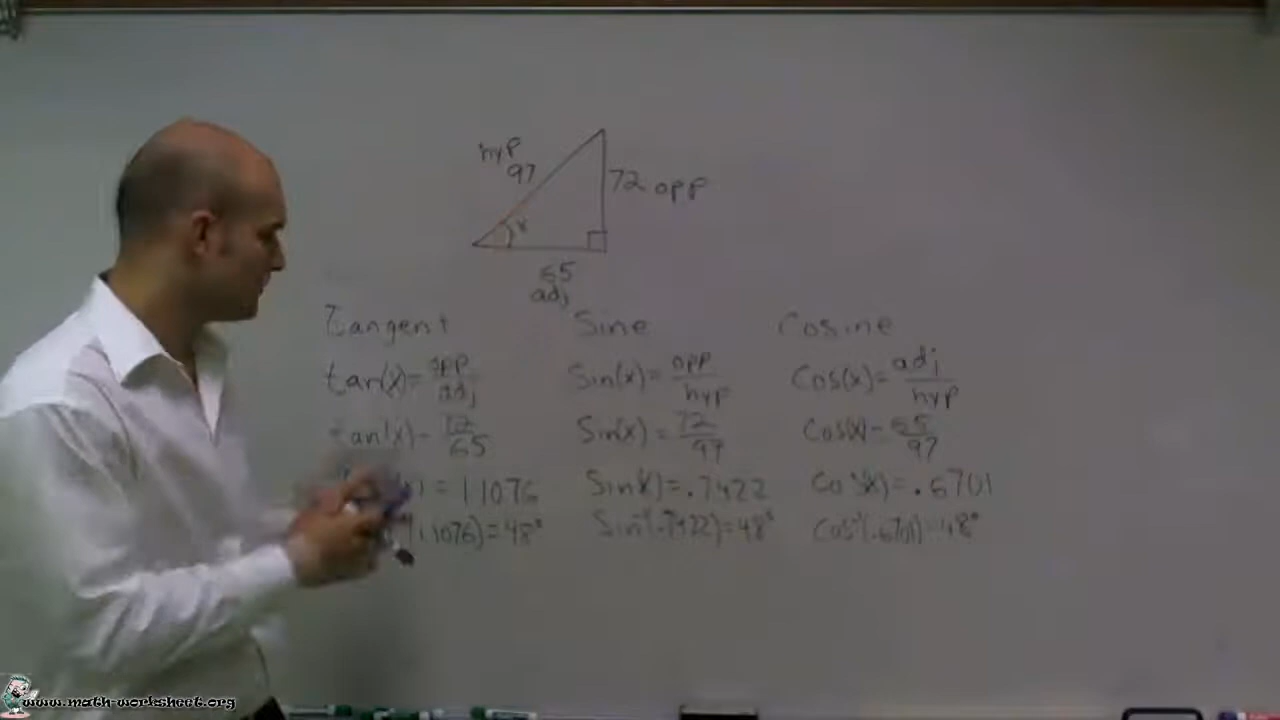 hyp
97
x
72 opp
65
adj
Tangent Sine Cosine
tan(x)=opp/adj Sin(x)=opp/hyp Cos(x)=adj/hyp
tan(x)=72/65 Sin(x)=72/97 Cos(x)=65/97
(x)=1.1076 Sin(x)=.7422 Cos(x)=.6701
(1.1076)=48° Sin⁻¹(.7422)=48° Cos⁻¹(.6701)=48°
www.math-worksheet.org